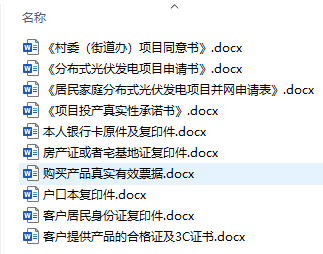 名称
《村委（街道办）项目同意书》.docx
《分布式光伏发电项目申请书》.docx
《居民家庭分布式光伏发电项目并网申请表》.docx
《项目投产真实性承诺书》.docx
本人银行卡原件及复印件.docx
房产证或者宅基地证复印件.docx
购买产品真实有效票据.docx
户口本复印件.docx
客户居民身份证复印件.docx
客户提供产品的合格证及3C证书.docx